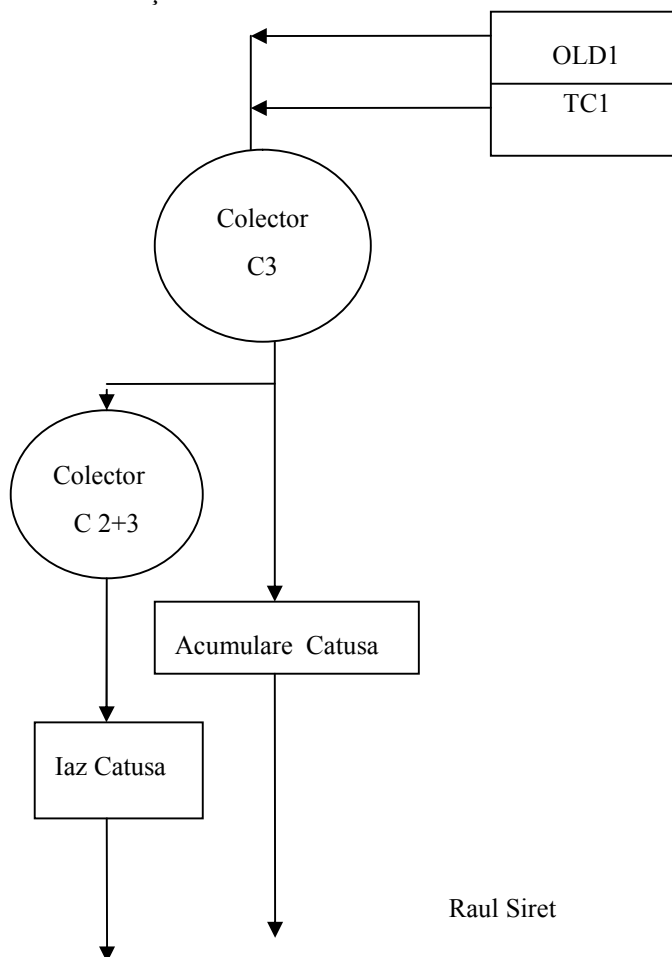 OLD1
TC1
Colector
C3
Colector
C 2+3
Acumulare Catusa
Iaz Catusa
Raul Siret